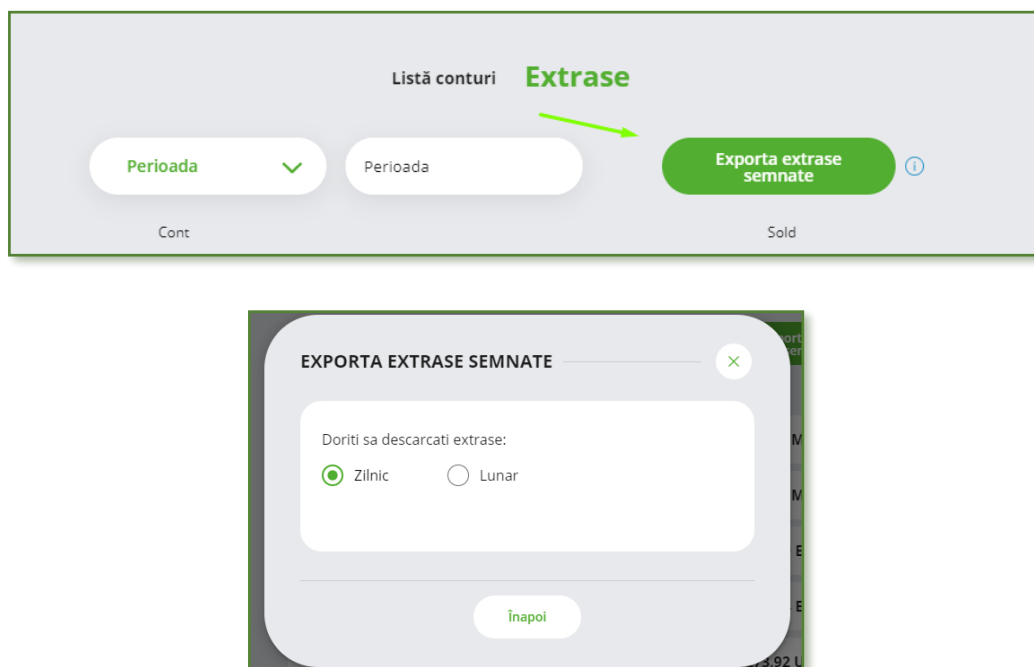 Listă conturi Extrase
Perioada Perioada Exporta extrase
semnate
Cont Sold
EXPORTA EXTRASE SEMNATE
Doriti sa descarcati extrase:
Zilnic Lunar
Înapoi